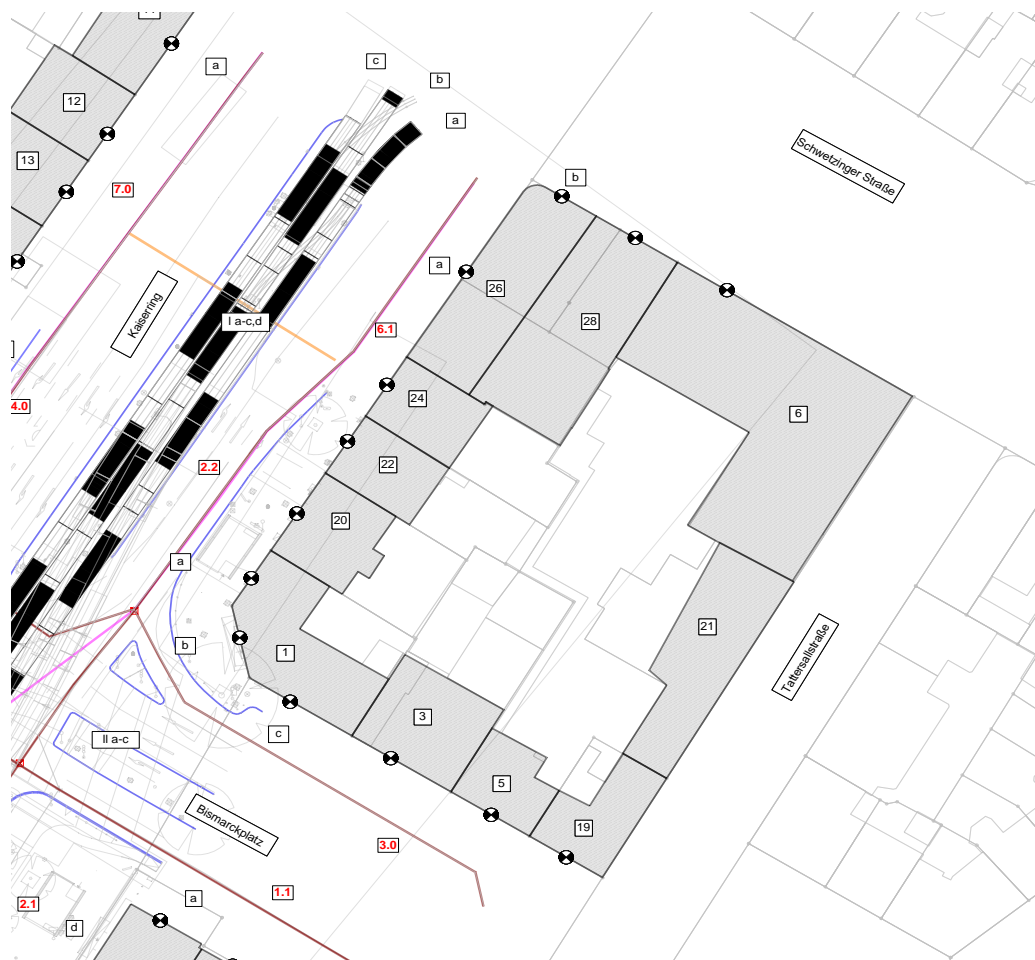 c
b
a
a
12
Schwetzinger Straße
13
b
7.0
a
26
Kaiserring
I a-c,d
28
6.1
24
4.0
6
22
2.2
20
a
21
b
1
Tattersallstraße
3
c
II a-c
5
Bismarckplatz
19
3.0
1.1
a
2.1
d